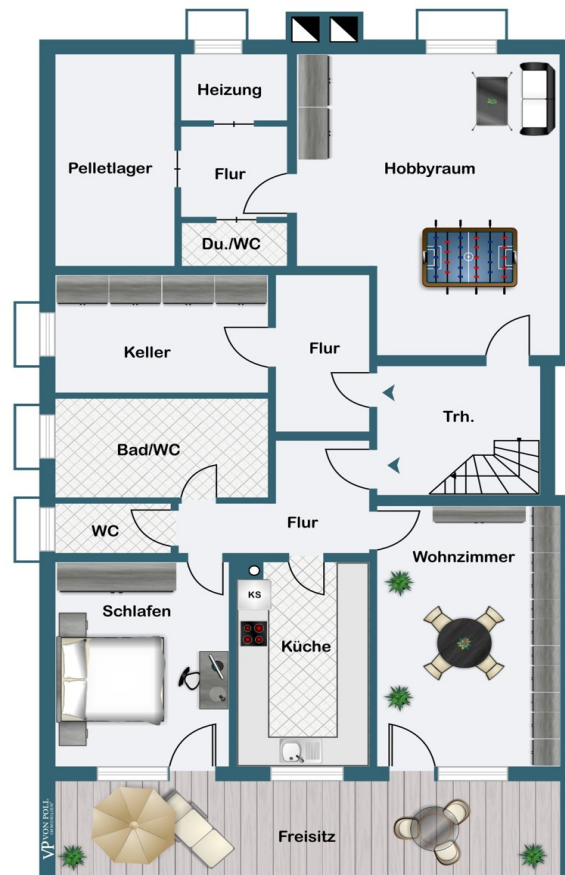 Heizung
Pelletlager
Flur
Hobbyraum
Du./WC
Keller
Flur
Trh.
Bad/WC
WC
Flur
Wohnzimmer
Schlafen
KS
Küche
Freisitz
VP VON POLL
IMMOBILIEN